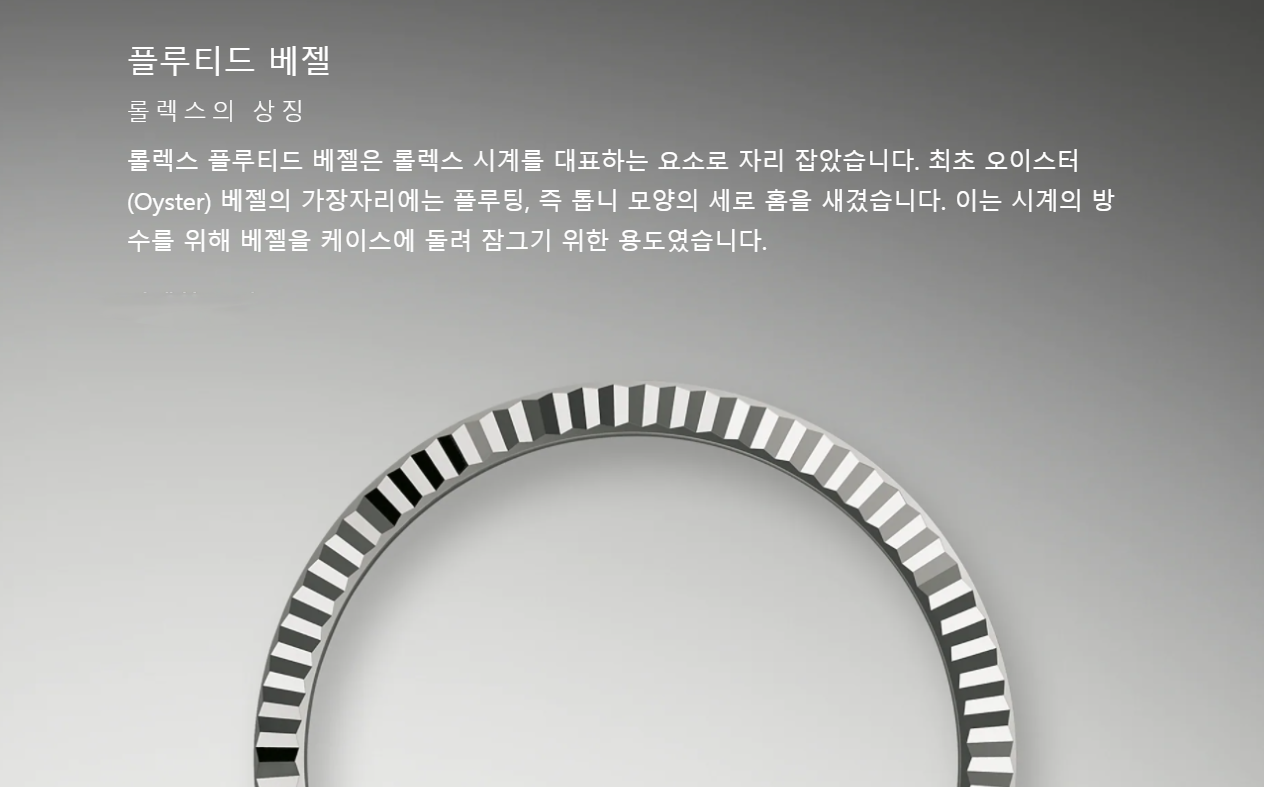 플루티드 베젤
롤렉스의 상징
롤렉스 플루티드 베젤은 롤렉스 시계를 대표하는 요소로 자리 잡았습니다. 최초 오이스터
(Oyster) 베젤의 가장자리에는 플루팅, 즉 톱니 모양의 세로 홈을 새겼습니다. 이는 시계의 방
수를 위해 베젤을 케이스에 돌려 잠그기 위한 용도였습니다.